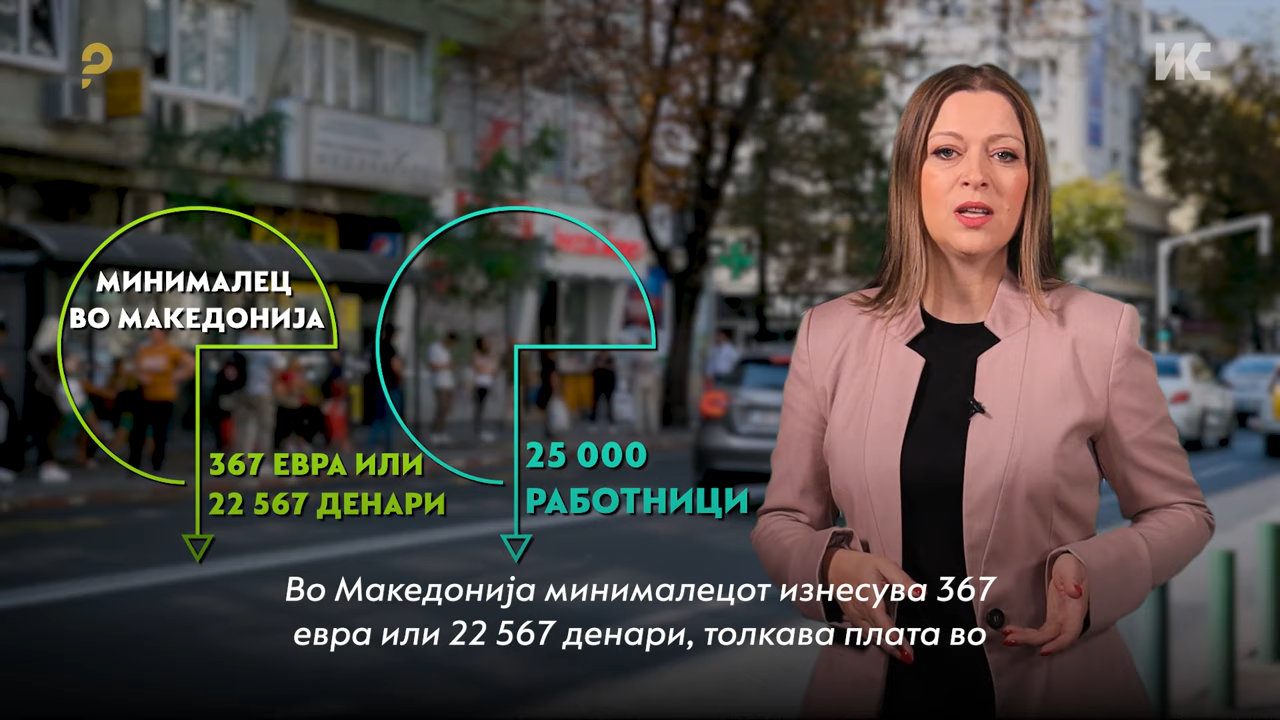 ИС
МИНИМАЛЕЦ
ВО МАКЕДОНИЈА
367 ЕВРА ИЛИ
22 567 ДЕНАРИ
25 000
РАБОТНИЦИ
Во Македонија минималецот изнесува 367
евра или 22 567 денари, толкава плата во